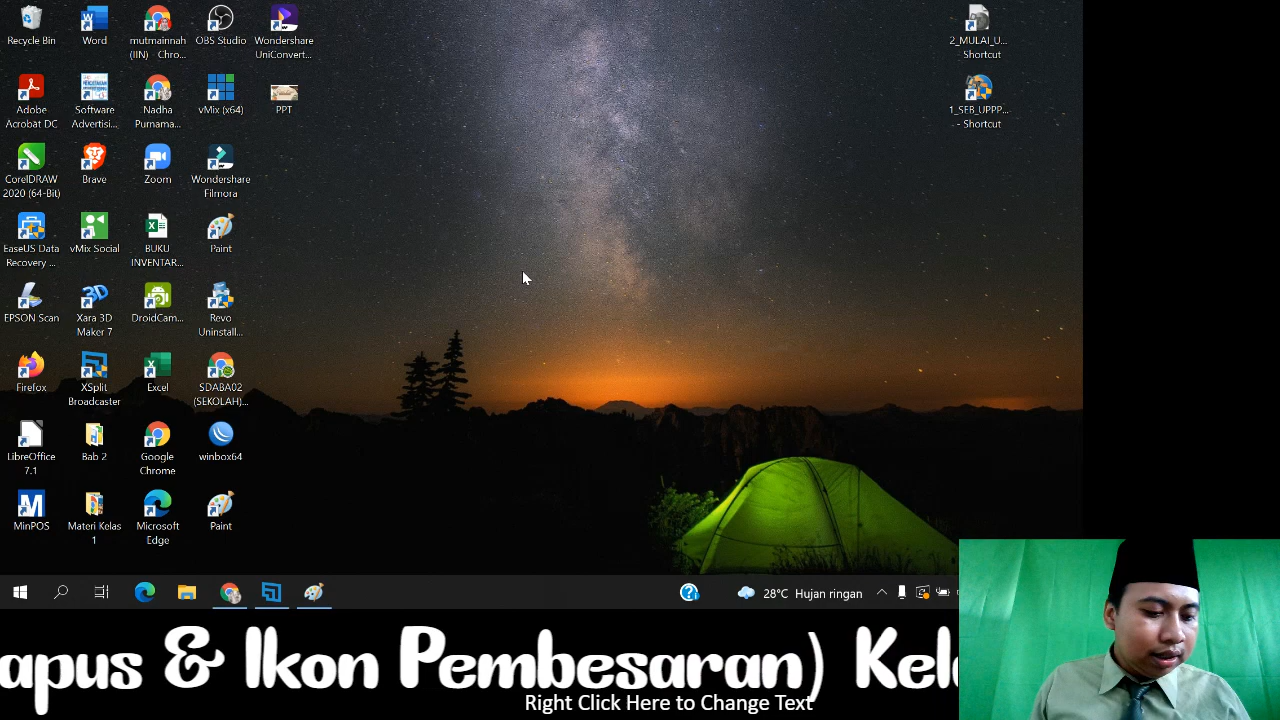 Recycle Bin
Word
mutmainnah
(IIN) - Chro...
OBS Studio
Wondershare
UniConvert...
2_MULAI_U...
- Shortcut
Adobe
Acrobat DC
Software
Advertisi...
Nadha
Purnama...
vMix (x64)
PPT
1_SEB_UPPP...
- Shortcut
CorelDRAW
2020 (64-Bit)
Brave
Zoom
Wondershare
Filmora
EaseUS Data
Recovery ...
vMix Social
BUKU
INVENTAR...
Paint
EPSON Scan
Xara 3D
Maker 7
DroidCam...
Revo
Uninstall...
Firefox
XSplit
Broadcaster
Excel
SDABA02
(SEKOLAH)...
LibreOffice
7.1
Bab 2
Google
Chrome
winbox64
MinPOS
Materi Kelas
1
Microsoft
Edge
Paint
28°C Hujan ringan
apus & Ikon Pembesaran) Kel
Right Click Here to Change Text